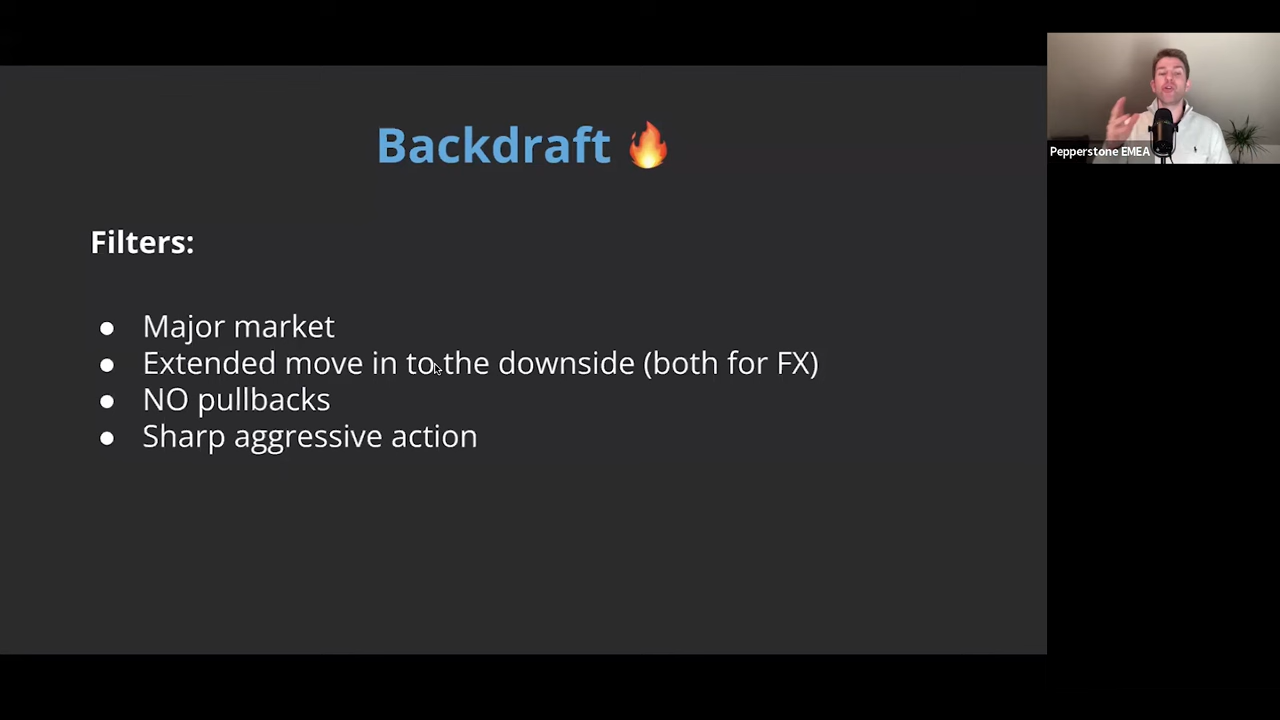 Backdraft 🔥
Pepperstone EMEA
Filters:
● Major market
● Extended move in to the downside (both for FX)
● NO pullbacks
● Sharp aggressive action